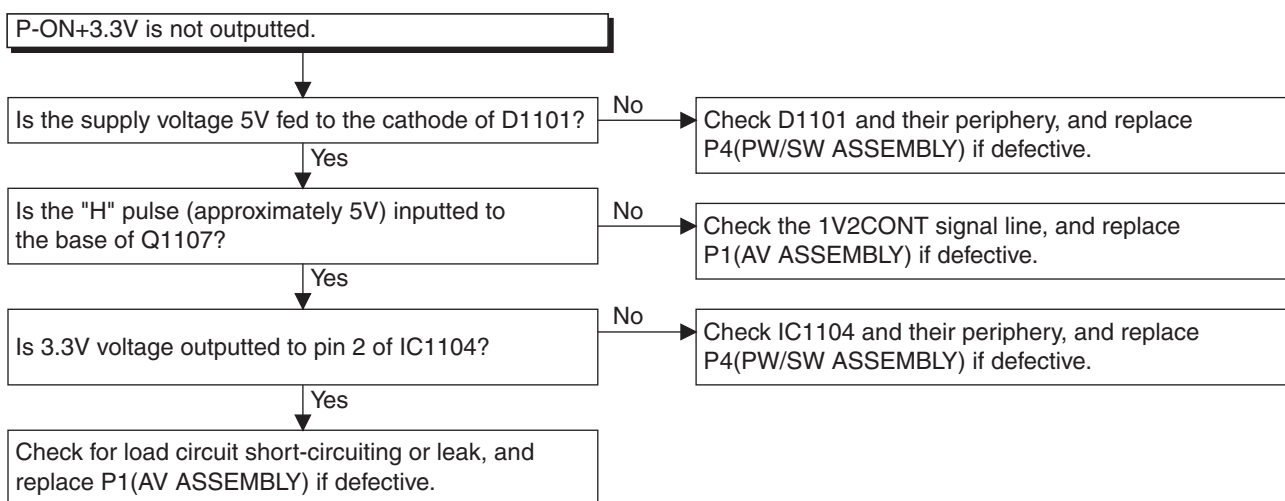 P-ON+3.3V is not outputted.
Is the supply voltage 5V fed to the cathode of D1101?
No
Check D1101 and their periphery, and replace
P4(PW/SW ASSEMBLY) if defective.
Yes
Is the "H" pulse (approximately 5V) inputted to
the base of Q1107?
No
Check the 1V2CONT signal line, and replace
P1(AV ASSEMBLY) if defective.
Yes
Is 3.3V voltage outputted to pin 2 of IC1104?
No
Check IC1104 and their periphery, and replace
P4(PW/SW ASSEMBLY) if defective.
Yes
Check for load circuit short-circuiting or leak, and
replace P1(AV ASSEMBLY) if defective.